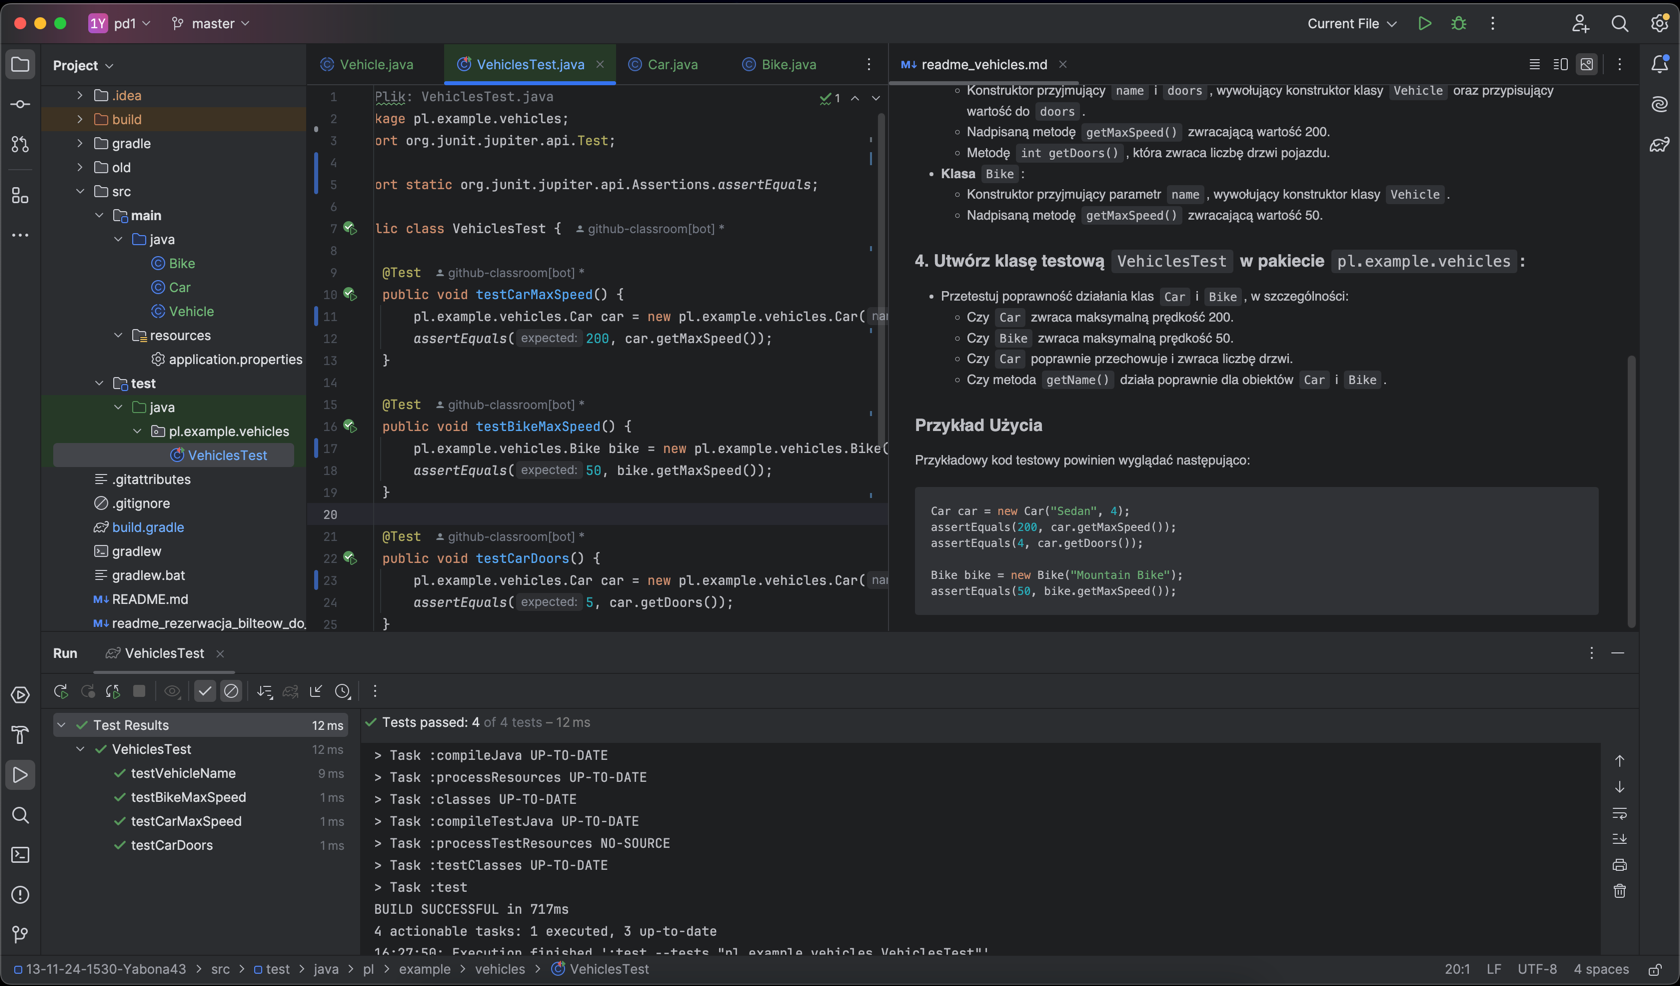 1Y pd1 master Current File
Project
Vehicle.java VehiclesTest.java Car.java Bike.java
readme_vehicles.md
.idea
build
gradle
old
src
main
java
Bike
Car
Vehicle
resources
application.properties
test
java
pl.example.vehicles
VehiclesTest
.gitattributes
.gitignore
build.gradle
gradlew
gradlew.bat
M↓ README.md
M↓ readme_rezerwacja_bilteow_do_
1 Plik: VehiclesTest.java
1
2 kage pl.example.vehicles;
3 ort org.junit.jupiter.api.Test;
4
5 ort static org.junit.jupiter.api.Assertions.assertEquals;
6
7 lic class VehiclesTest { github-classroom[bot] *
8
9 @Test github-classroom[bot] *
10 public void testCarMaxSpeed() {
11 pl.example.vehicles.Car car = new pl.example.vehicles.Car( nar
12 assertEquals( expected: 200, car.getMaxSpeed());
13 }
14
15 @Test github-classroom[bot] *
16 public void testBikeMaxSpeed() {
17 pl.example.vehicles.Bike bike = new pl.example.vehicles.Bike(
18 assertEquals( expected: 50, bike.getMaxSpeed());
19 }
20
21 @Test github-classroom[bot] *
22 public void testCarDoors() {
23 pl.example.vehicles.Car car = new pl.example.vehicles.Car( nar
24 assertEquals( expected: 5, car.getDoors());
25 }
Konstruktor przyjmujący name i doors , wywołujący konstruktor klasy Vehicle oraz przypisujący
wartość do doors .
Nadpisaną metodę getMaxSpeed() zwracającą wartość 200.
Metodę int getDoors() , która zwraca liczbę drzwi pojazdu.
Klasa Bike :
Konstruktor przyjmujący parametr name , wywołujący konstruktor klasy Vehicle .
Nadpisaną metodę getMaxSpeed() zwracającą wartość 50.
4. Utwórz klasę testową VehiclesTest w pakiecie pl.example.vehicles :
Przetestuj poprawność działania klas Car i Bike , w szczególności:
Czy Car zwraca maksymalną prędkość 200.
Czy Bike zwraca maksymalną prędkość 50.
Czy Car poprawnie przechowuje i zwraca liczbę drzwi.
Czy metoda getName() działa poprawnie dla obiektów Car i Bike .
Przykład Użycia
Przykładowy kod testowy powinien wyglądać następująco:
Car car = new Car("Sedan", 4);
assertEquals(200, car.getMaxSpeed());
assertEquals(4, car.getDoors());
Bike bike = new Bike("Mountain Bike");
assertEquals(50, bike.getMaxSpeed());
Run VehiclesTest
Test Results 12 ms
VehiclesTest 12 ms
testVehicleName 9 ms
testBikeMaxSpeed 1 ms
testCarMaxSpeed 1 ms
testCarDoors 1 ms
Tests passed: 4 of 4 tests – 12 ms
> Task :compileJava UP-TO-DATE
> Task :processResources UP-TO-DATE
> Task :classes UP-TO-DATE
> Task :compileTestJava UP-TO-DATE
> Task :processTestResources NO-SOURCE
> Task :testClasses UP-TO-DATE
> Task :test
BUILD SUCCESSFUL in 717ms
4 actionable tasks: 1 executed, 3 up-to-date
16:27:50: Execution finished ':test --tests "pl.example.vehicles.VehiclesTest"'.
13-11-24-1530-Yabona43 > src > test > java > pl > example > vehicles > VehiclesTest
20:1 LF UTF-8 4 spaces